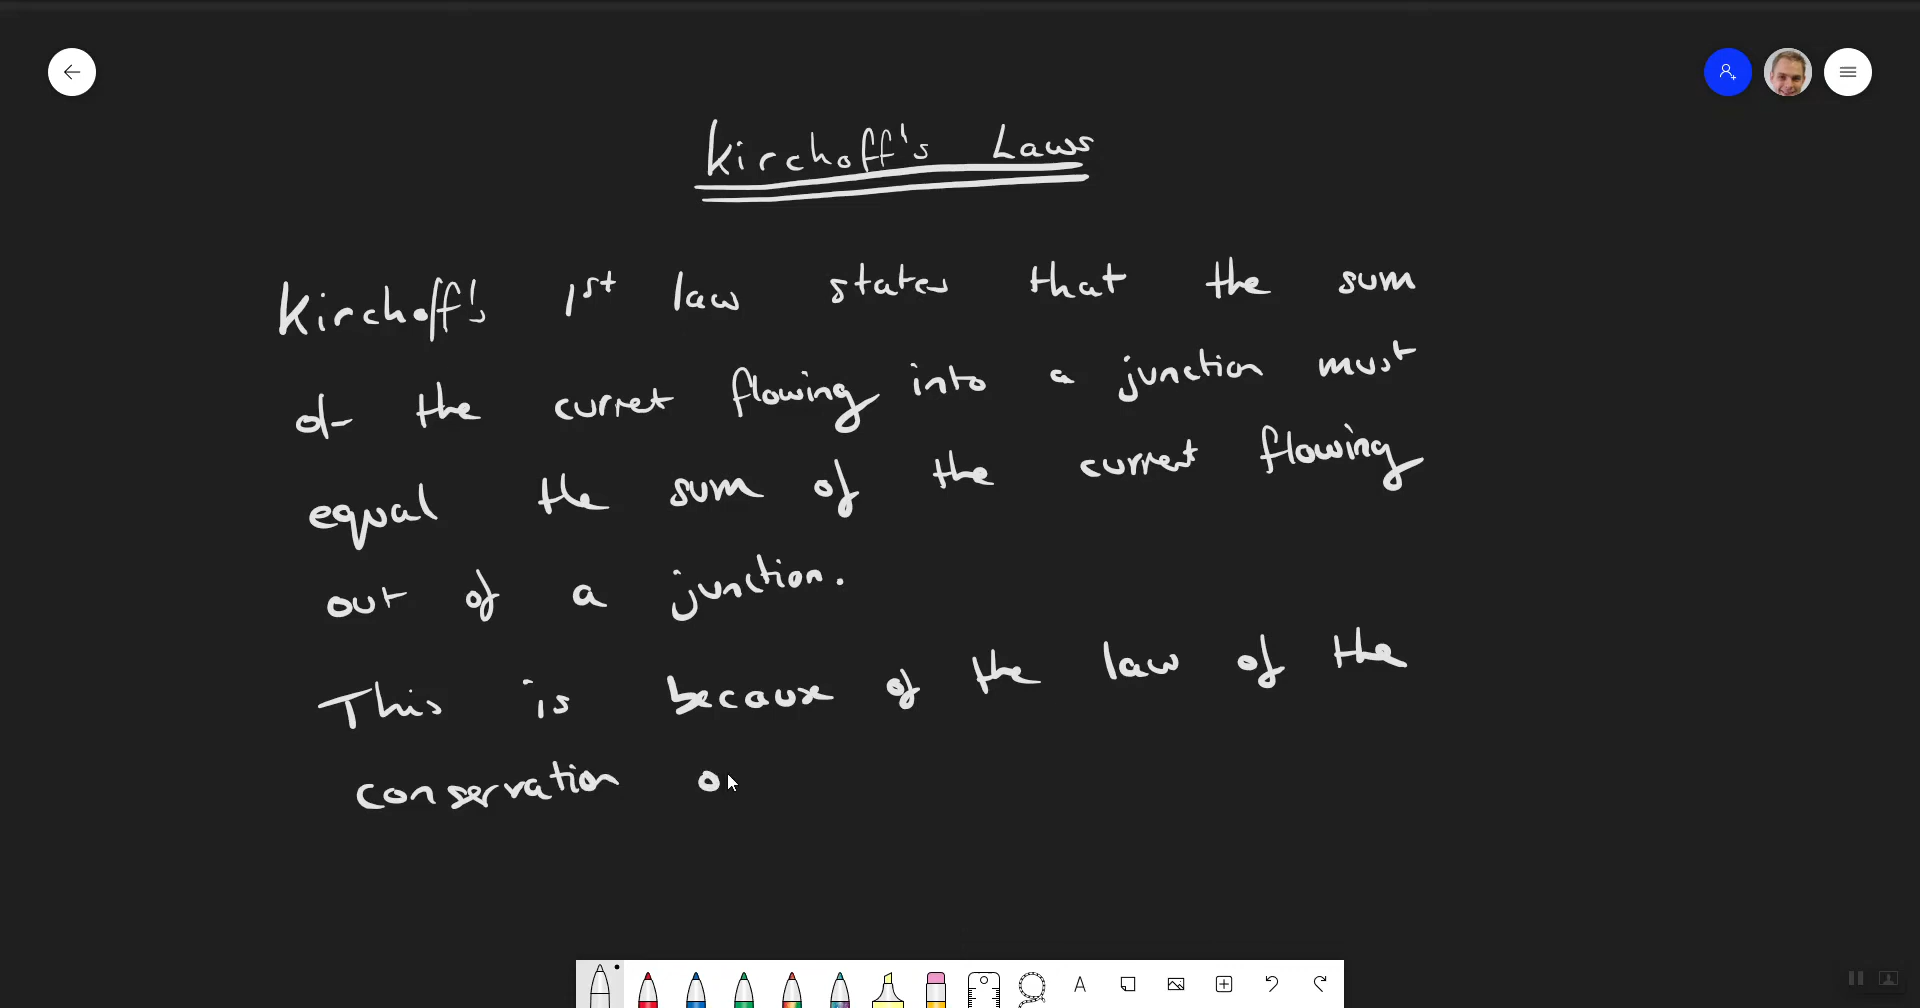 Kirchoff's Laws
Kirchoff's 1st law states that the sum
of the curret flowing into a junction must
equal the sum of the current flowing
out of a junction.
This is because of the law of the
conservation o
A